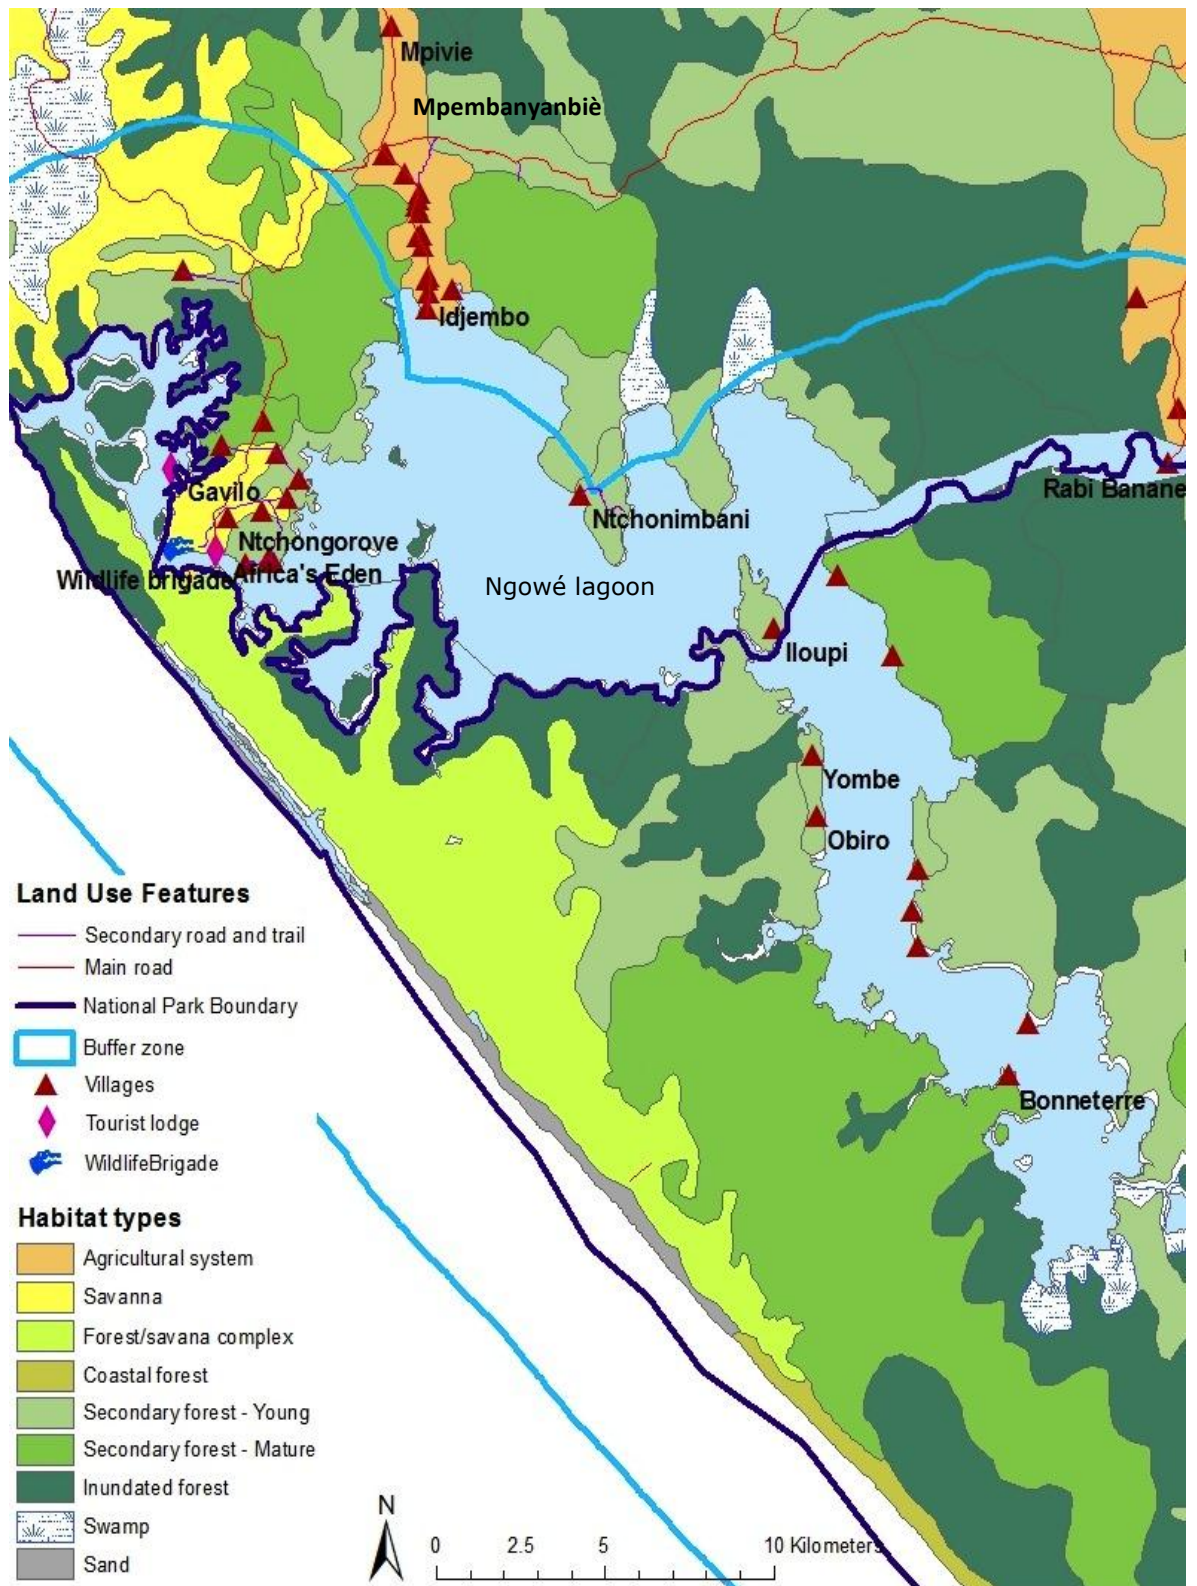 Mpivie
Mpembanyanbiè
Idjembo
Gavilo
Ntchonimbani
Rabi Banane
Ntchongorove
Wildlife brigade
Africa's Eden
Ngowé lagoon
Iloupi
Yombe
Obiro
Bonneterre
Land Use Features
Secondary road and trail
Main road
National Park Boundary
Buffer zone
Villages
Tourist lodge
WildlifeBrigade
Habitat types
Agricultural system
Savanna
Forest/savana complex
Coastal forest
Secondary forest - Young
Secondary forest - Mature
Inundated forest
Swamp
Sand
N
0 2.5 5 10 Kilometers